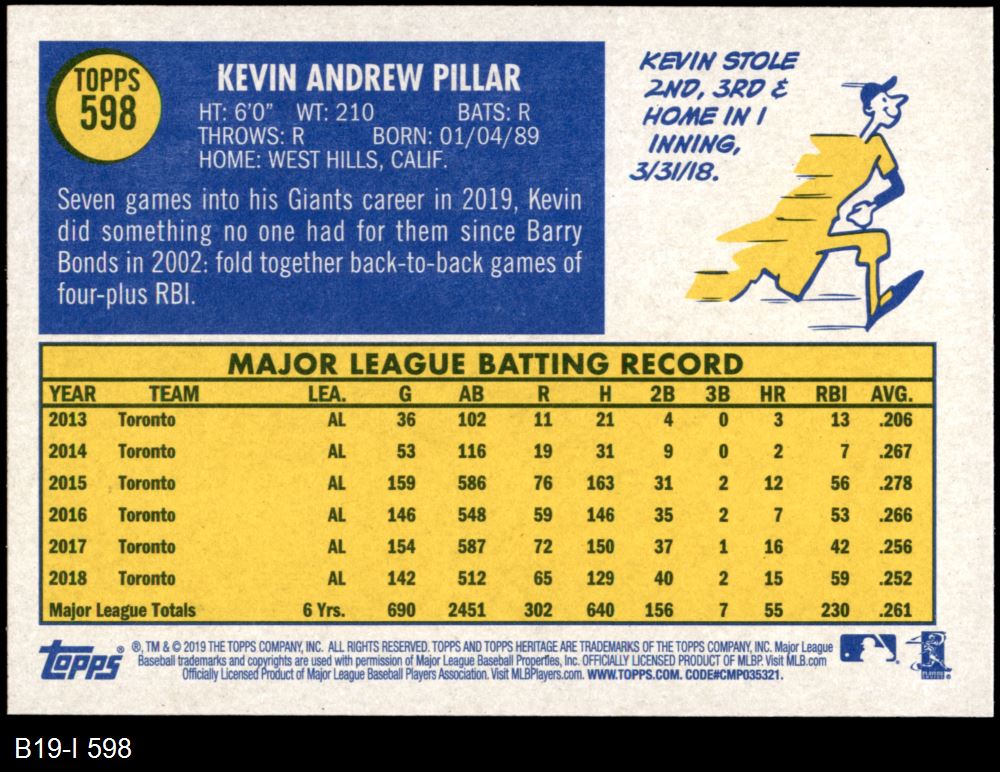 TOPPS
598
KEVIN ANDREW PILLAR
HT: 6'0" WT: 210 BATS: R
THROWS: R BORN: 01/04/89
HOME: WEST HILLS, CALIF.
Seven games into his Giants career in 2019, Kevin
did something no one had for them since Barry
Bonds in 2002: fold together back-to-back games of
four-plus RBI.
KEVIN STOLE
2ND, 3RD &
HOME IN 1
INNING,
3/31/18.
MAJOR LEAGUE BATTING RECORD
YEAR TEAM LEA. G AB R H 2B 3B HR RBI AVG.
2013 Toronto AL 36 102 11 21 4 0 3 13 .206
2014 Toronto AL 53 116 19 31 9 0 2 7 .267
2015 Toronto AL 159 586 76 163 31 2 12 56 .278
2016 Toronto AL 146 548 59 146 35 2 7 53 .266
2017 Toronto AL 154 587 72 150 37 1 16 42 .256
2018 Toronto AL 142 512 65 129 40 2 15 59 .252
Major League Totals 6 Yrs. 690 2451 302 640 156 7 55 230 .261
topps®
®, TM & © 2019 THE TOPPS COMPANY, INC. ALL RIGHTS RESERVED. TOPPS AND TOPPS HERITAGE ARE TRADEMARKS OF THE TOPPS COMPANY, INC. Major League
Baseball trademarks and copyrights are used with permission of Major League Baseball Properties, Inc. OFFICIALLY LICENSED PRODUCT OF MLBP. Visit MLB.com
Officially Licensed Product of Major League Baseball Players Association. Visit MLBPlayers.com. WWW.TOPPS.COM. CODE#CMP035321.
B19-I 598